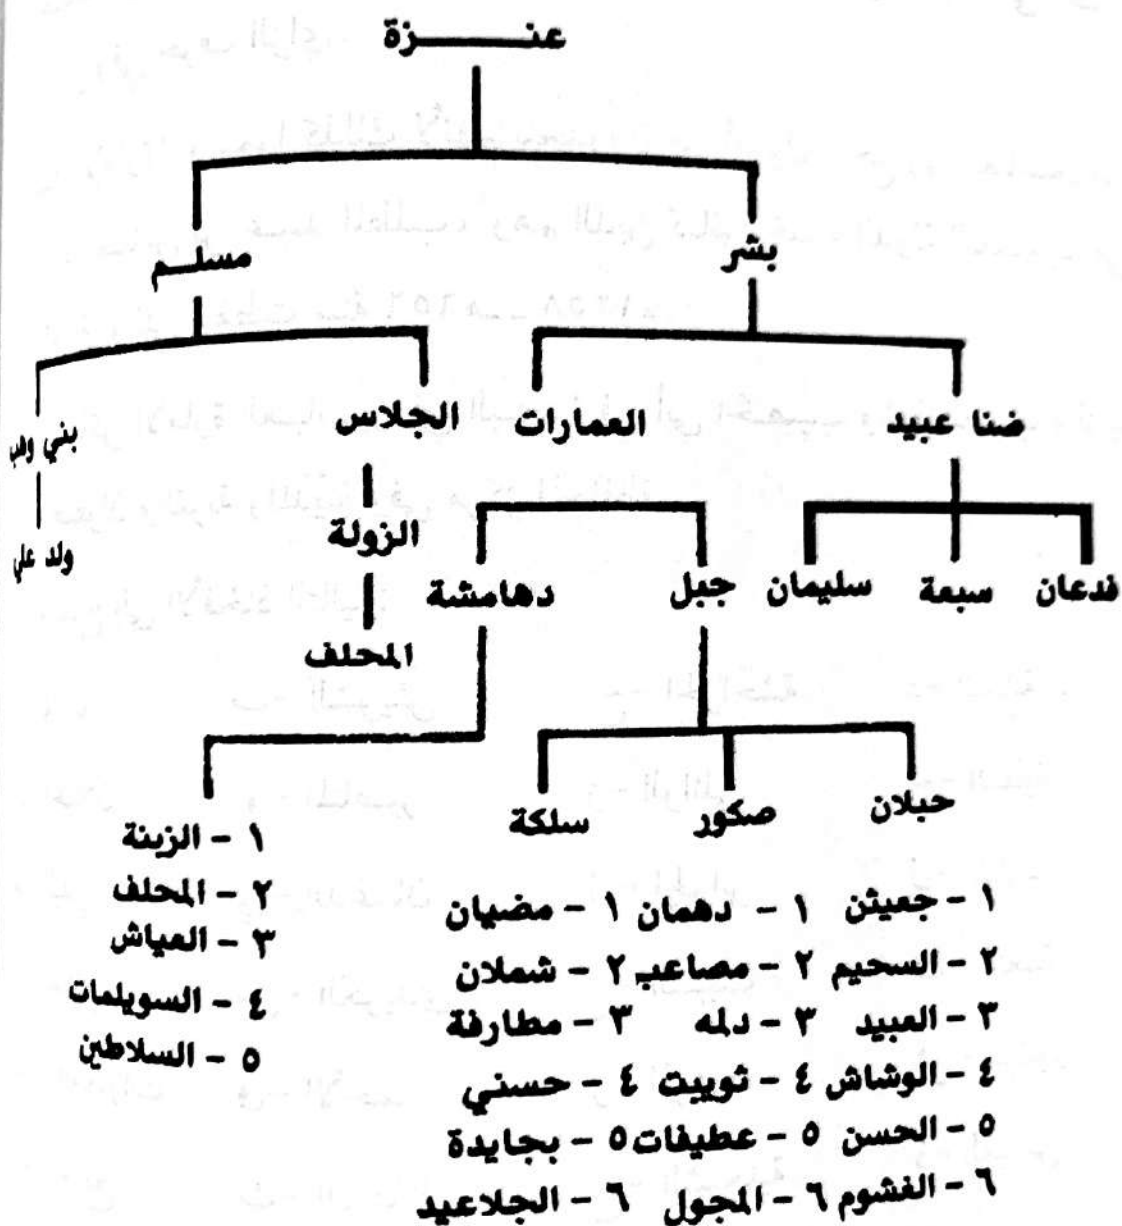 عنـــــزة
بشر مسلـم
ضنا عبيد العمارات الجلاس بني وهب
الزولة ولد علي
فدعان سبعة سليمان جبل دهامشة
المحلف
حبلان صكور سلكة
١ - جعيثن ١ - دهمان ١ - مضيان
٢ - السحيم ٢ - مصاعب ٢ - شملان
٣ - العبيد ٣ - دلمه ٣ - مطارفة
٤ - الوشاش ٤ - ثويبت ٤ - حسني
٥ - الحسن ٥ - عطيفات ٥ - بجايدة
٦ - الغشوم ٦ - المجول ٦ - الجلاعيد
١ - الزبنة
٢ - المحلف
٣ - العياش
٤ - السويلمات
٥ - السلاطين